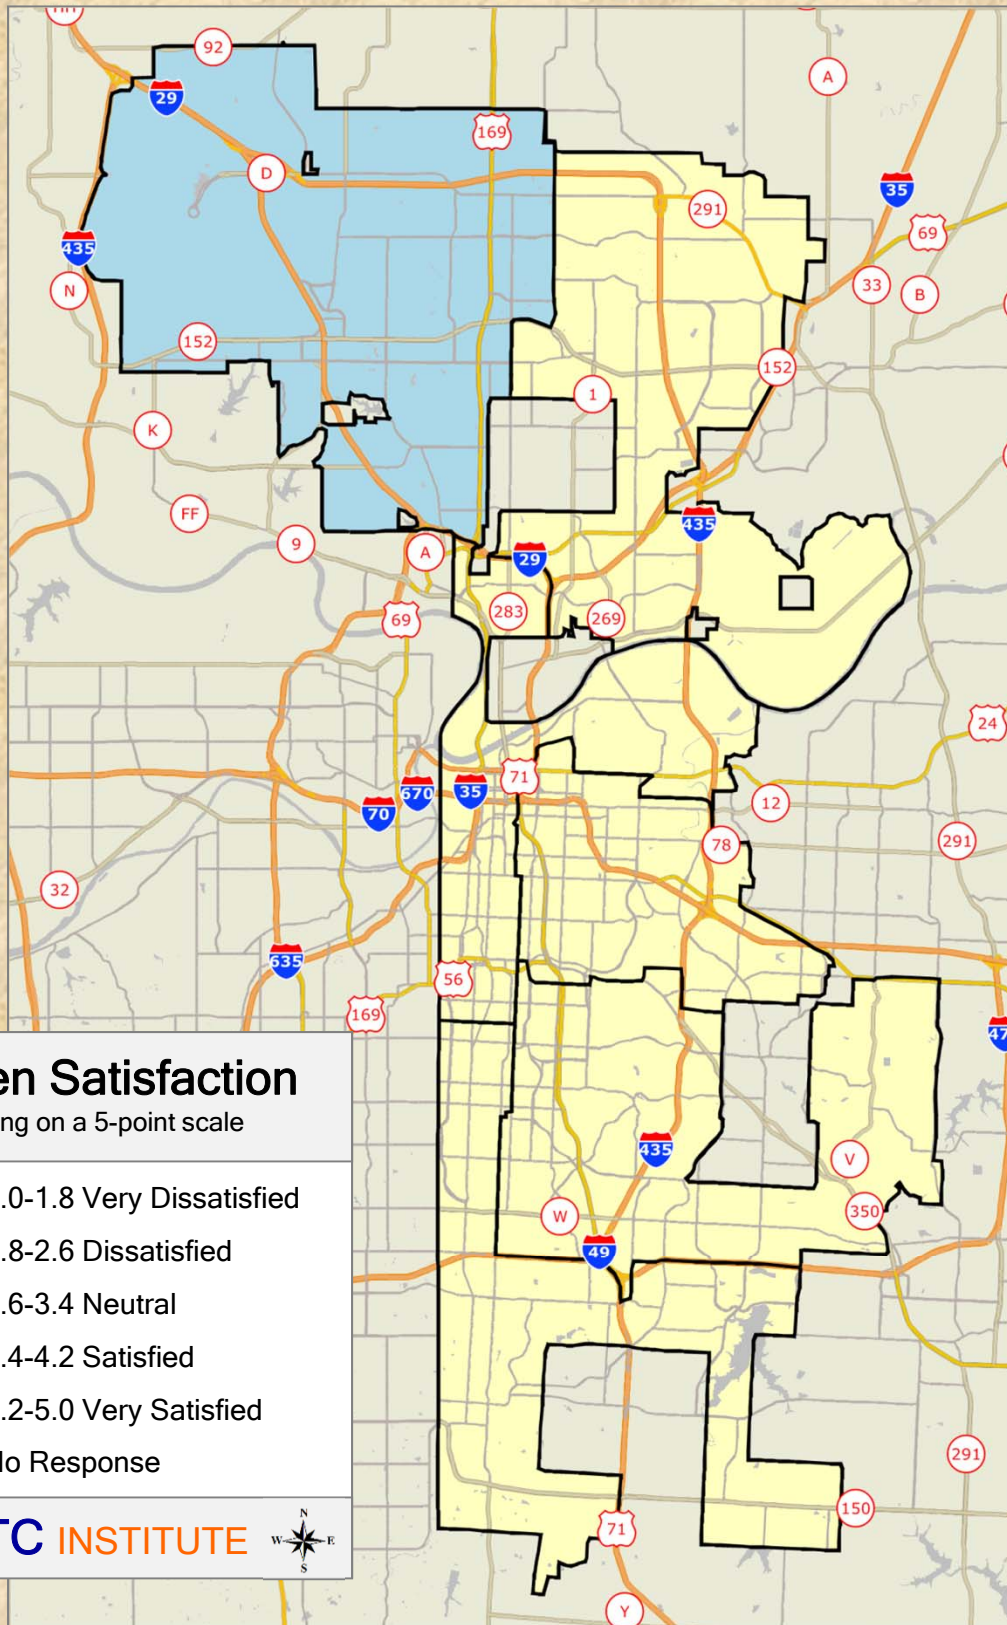 92
29
169
A
D
291
35
69
435
N
33
B
152
152
1
K
FF
435
9
A
29
283
269
69
24
71
670
35
70
12
78
291
32
635
56
169
en Satisfaction
ng on a 5-point scale
.0-1.8 Very Dissatisfied
.8-2.6 Dissatisfied
.6-3.4 Neutral
.4-4.2 Satisfied
.2-5.0 Very Satisfied
lo Response
TC INSTITUTE
N
W E
S
47
435
V
W
350
49
291
150
71
Y